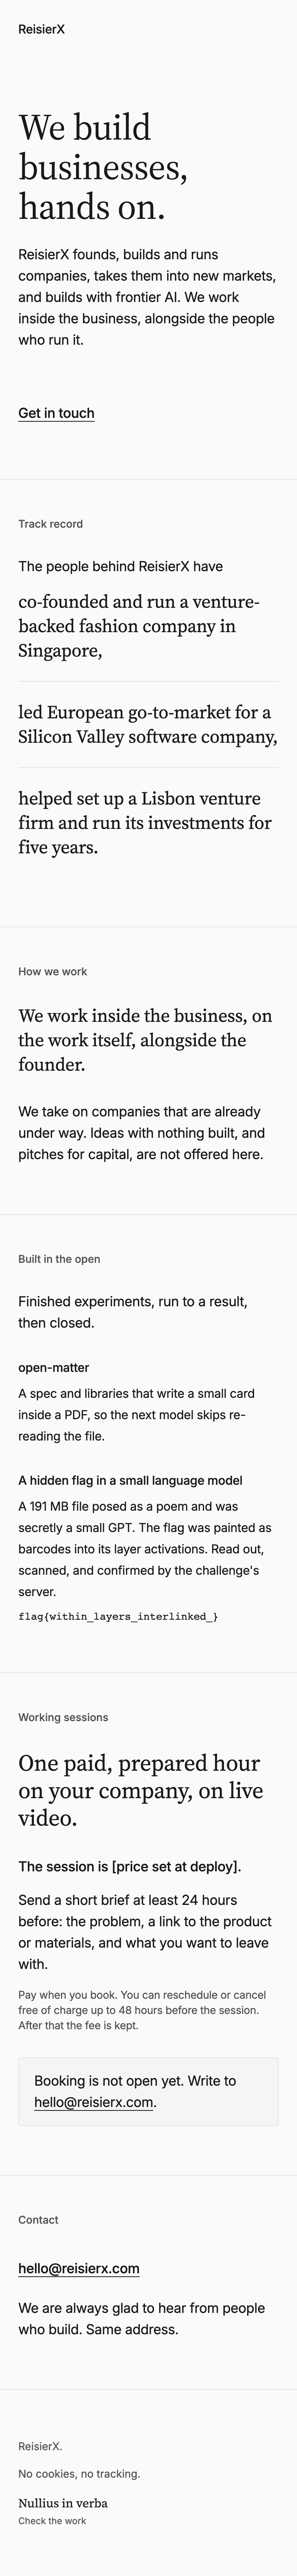 ReisierX
We build
businesses,
hands on.
ReisierX founds, builds and runs
companies, takes them into new markets,
and builds with frontier AI. We work
inside the business, alongside the people
who run it.
Get in touch
Track record
The people behind ReisierX have
co-founded and run a venture-
backed fashion company in
Singapore,
led European go-to-market for a
Silicon Valley software company,
helped set up a Lisbon venture
firm and run its investments for
five years.
How we work
We work inside the business, on
the work itself, alongside the
founder.
We take on companies that are already
under way. Ideas with nothing built, and
pitches for capital, are not offered here.
Built in the open
Finished experiments, run to a result,
then closed.
open-matter
A spec and libraries that write a small card
inside a PDF, so the next model skips re-
reading the file.
A hidden flag in a small language model
A 191 MB file posed as a poem and was
secretly a small GPT. The flag was painted as
barcodes into its layer activations. Read out,
scanned, and confirmed by the challenge's
server.
flag{within_layers_interlinked_}
Working sessions
One paid, prepared hour
on your company, on live
video.
The session is [price set at deploy].
Send a short brief at least 24 hours
before: the problem, a link to the product
or materials, and what you want to leave
with.
Pay when you book. You can reschedule or cancel
free of charge up to 48 hours before the session.
After that the fee is kept.
Booking is not open yet. Write to
hello@reisierx.com.
Contact
hello@reisierx.com
We are always glad to hear from people
who build. Same address.
ReisierX.
No cookies, no tracking.
Nullius in verba
Check the work